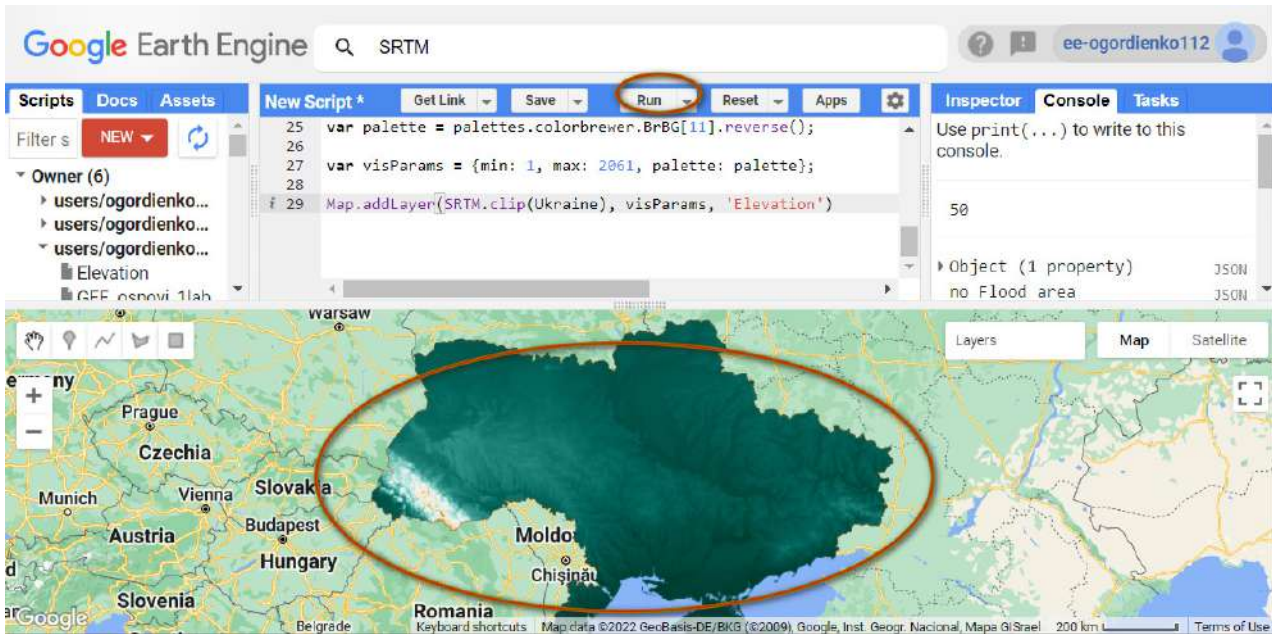 Google Earth Engine
SRTM
ee-ogordienko112
Scripts Docs Assets
Filter s
NEW
Owner (6)
users/ogordienko...
users/ogordienko...
users/ogordienko...
Elevation
GEE_osnovi_1lab
New Script *
Get Link
Save
Run
Reset
Apps
25 var palette = palettes.colorbrewer.BrBG[11].reverse();
26
27 var visParams = {min: 1, max: 2061, palette: palette};
28
i 29 Map.addLayer(SRTM.clip(Ukraine), visParams, 'Elevation')
Inspector Console Tasks
Use print(...) to write to this
console.
50
Object (1 property) JSON
no Flood area JSON
Layers
Map Satellite
+
−
Warsaw
Prague
Czechia
Munich
Vienna
Slovakia
Austria
Budapest
Hungary
Moldo
Chișinău
Slovenia
Romania
Belgrade
Google
Keyboard shortcuts Map data ©2022 GeoBasis-DE/BKG (©2009), Google, Inst. Geogr. Nacional, Mapa GISrael 200 km Terms of Use